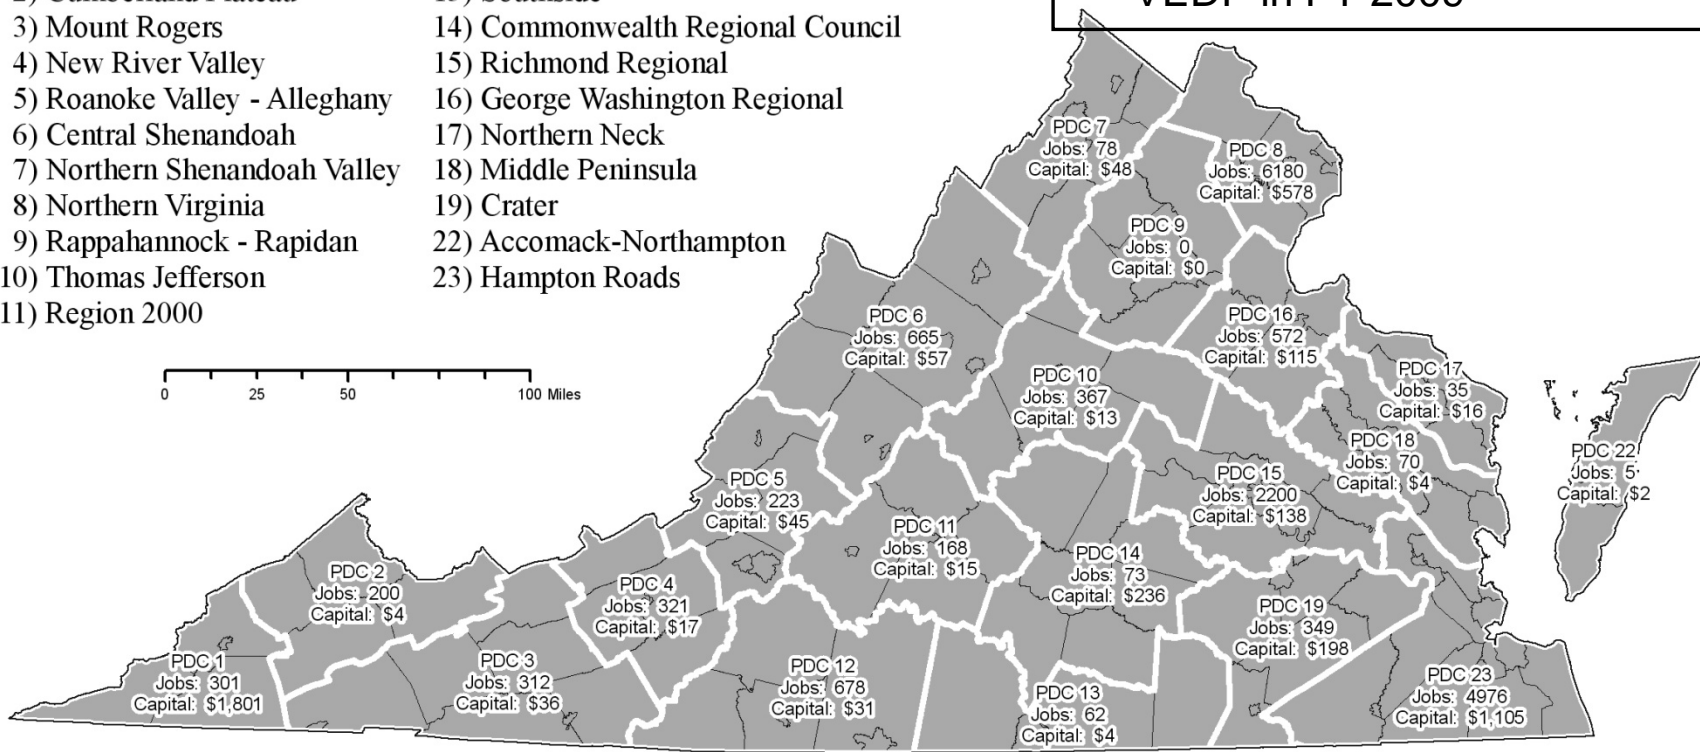 3) Mount Rogers
4) New River Valley
5) Roanoke Valley - Alleghany
6) Central Shenandoah
7) Northern Shenandoah Valley
8) Northern Virginia
9) Rappahannock - Rapidan
10) Thomas Jefferson
11) Region 2000
14) Commonwealth Regional Council
15) Richmond Regional
16) George Washington Regional
17) Northern Neck
18) Middle Peninsula
19) Crater
22) Accomack-Northampton
23) Hampton Roads
0 25 50 100 Miles
PDC 7
Jobs: 78
Capital: $48
PDC 8
Jobs: 6180
Capital: $578
PDC 9
Jobs: 0
Capital: $0
PDC 6
Jobs: 665
Capital: $57
PDC 16
Jobs: 572
Capital: $115
PDC 10
Jobs: 367
Capital: $13
PDC 17
Jobs: 35
Capital: $16
PDC 18
Jobs: 70
Capital: $4
PDC 22
Jobs: 5
Capital: $2
PDC 5
Jobs: 223
Capital: $45
PDC 15
Jobs: 2200
Capital: $138
PDC 11
Jobs: 168
Capital: $15
PDC 14
Jobs: 73
Capital: $236
PDC 2
Jobs: 200
Capital: $4
PDC 4
Jobs: 321
Capital: $17
PDC 19
Jobs: 349
Capital: $198
PDC 1
Jobs: 301
Capital: $1,801
PDC 3
Jobs: 312
Capital: $36
PDC 12
Jobs: 678
Capital: $31
PDC 13
Jobs: 62
Capital: $4
PDC 23
Jobs: 4976
Capital: $1,105